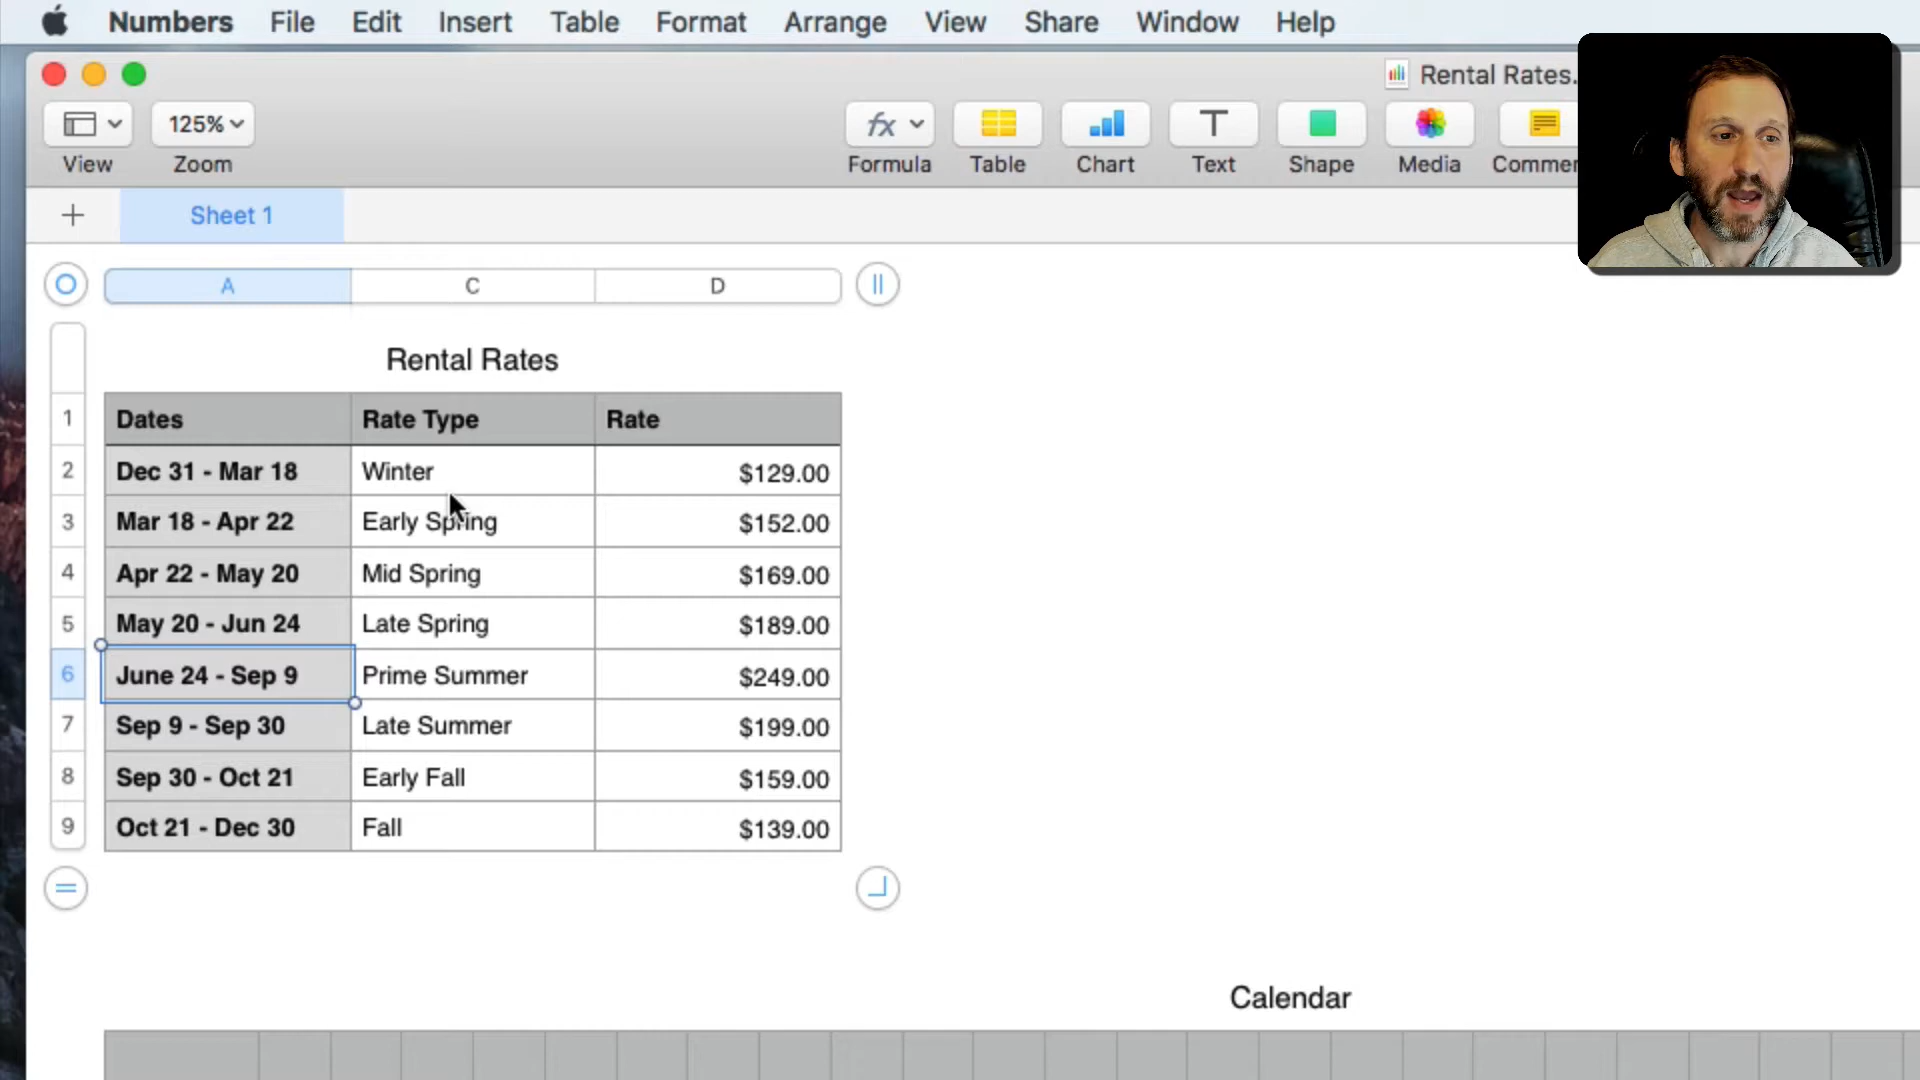 Numbers File Edit Insert Table Format Arrange View Share Window Help
Rental Rates.
125%
View Zoom Formula Table Chart Text Shape Media Commen
Sheet 1
A C D
Rental Rates
1 Dates Rate Type Rate
2 Dec 31 - Mar 18 Winter $129.00
3 Mar 18 - Apr 22 Early Spring $152.00
4 Apr 22 - May 20 Mid Spring $169.00
5 May 20 - Jun 24 Late Spring $189.00
6 June 24 - Sep 9 Prime Summer $249.00
7 Sep 9 - Sep 30 Late Summer $199.00
8 Sep 30 - Oct 21 Early Fall $159.00
9 Oct 21 - Dec 30 Fall $139.00
Calendar